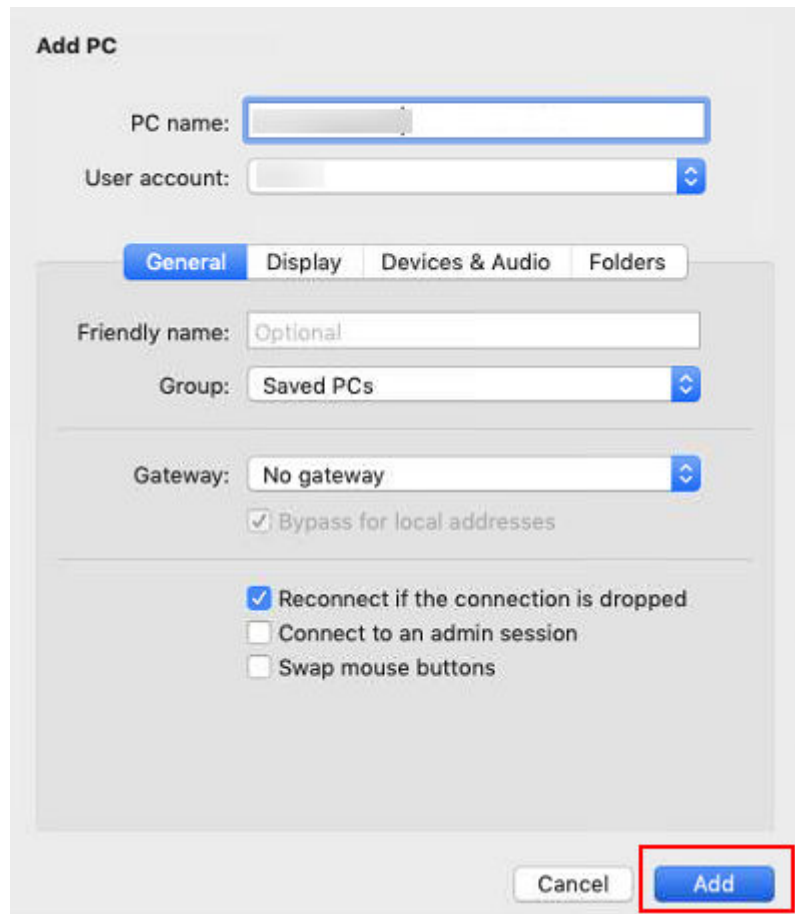 Add PC
PC name:
User account:
General Display Devices & Audio Folders
Friendly name: Optional
Group: Saved PCs
Gateway: No gateway
Bypass for local addresses
Reconnect if the connection is dropped
Connect to an admin session
Swap mouse buttons
Cancel Add